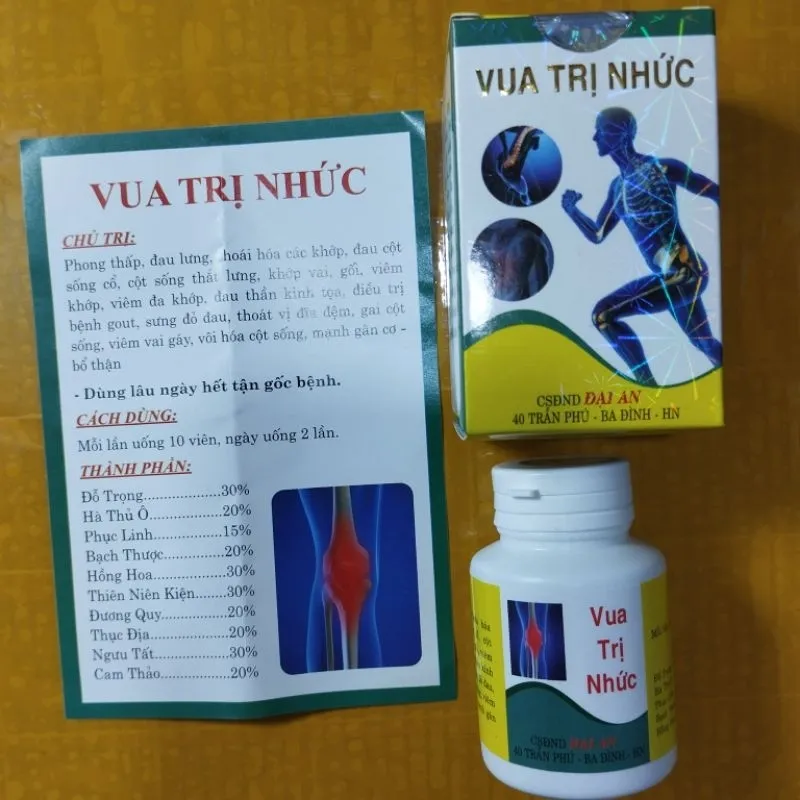 VUA TRỊ NHỨC
CHỦ TRỊ:
Phong thấp, đau lưng, thoái hóa các khớp, đau cột
sống cổ, cột sống thắt lưng, khớp vai, gối, viêm
khớp, viêm đa khớp. đau thần kinh tọa, điều trị
bệnh gout, sưng đỏ đau, thoát vị đĩa đệm, gai cột
sống, viêm vai gáy, vôi hóa cột sống, mạnh gân cơ -
bổ thận
- Dùng lâu ngày hết tận gốc bệnh.
CÁCH DÙNG:
Mỗi lần uống 10 viên, ngày uống 2 lần.
THÀNH PHẦN:
Đỗ Trọng....................30%
Hà Thủ Ô...................20%
Phục Linh..................15%
Bạch Thược................20%
Hồng Hoa..................30%
Thiên Niên Kiện.........30%
Đương Quy.................20%
Thục Địa.....................20%
Ngưu Tất....................30%
Cam Thảo..................20%
VUA TRỊ NHỨC
CSĐND ĐẠI AN
40 TRẦN PHÚ - BA ĐÌNH - HN
Vua
Trị
Nhức
CSĐND ĐẠI AN
40 TRẦN PHÚ - BA ĐÌNH - HN